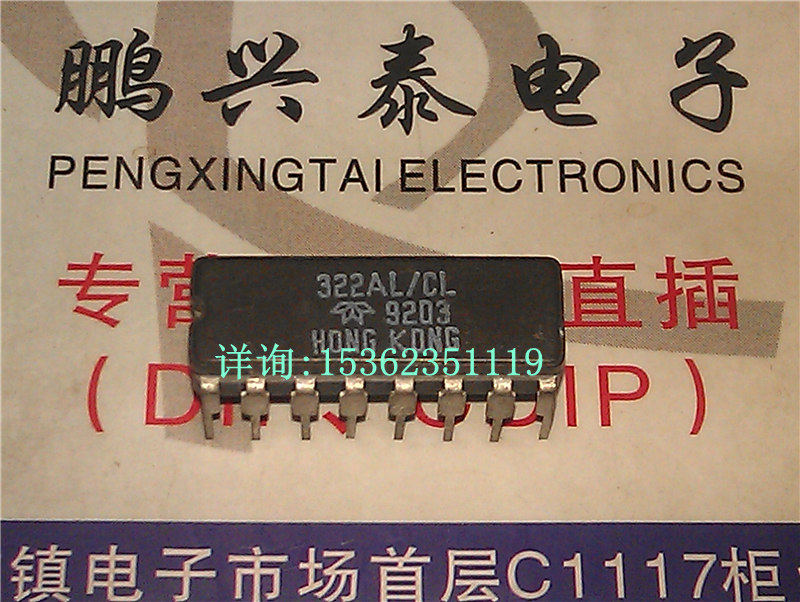 鹏兴泰电子
PENGXINGTAI ELECTRONICS
专营 直插
322AL/CL
9203
HONG KONG
详询:15362351119
(D IP)
镇电子市场首层C1117柜